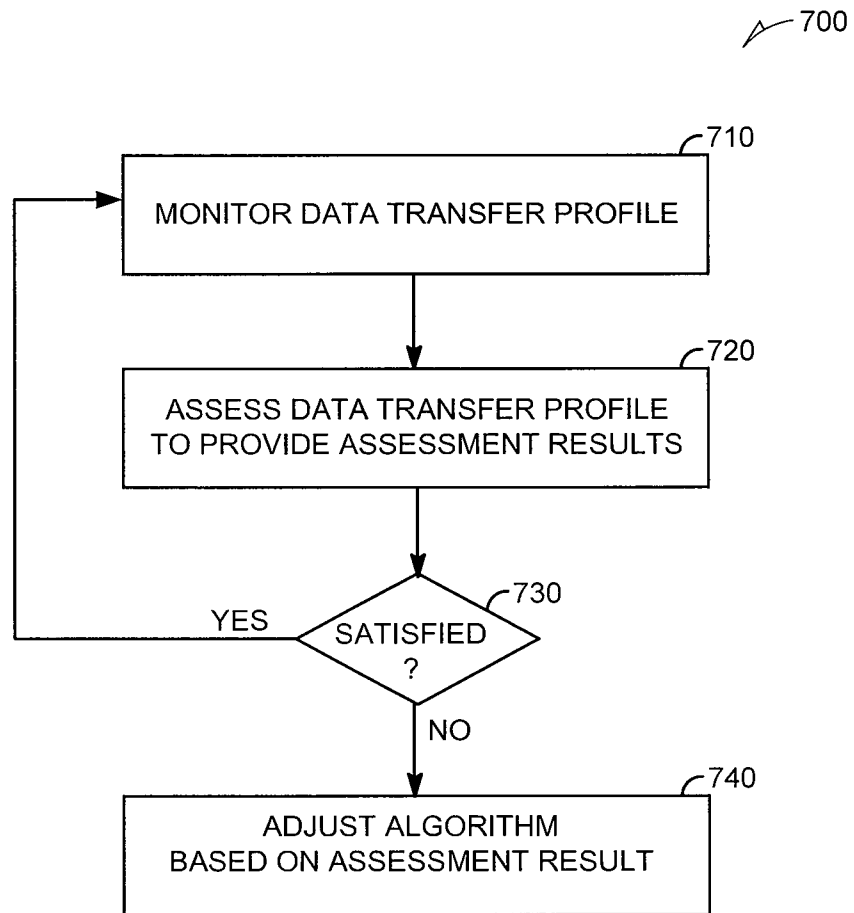 700
710
MONITOR DATA TRANSFER PROFILE
720
ASSESS DATA TRANSFER PROFILE
TO PROVIDE ASSESSMENT RESULTS
730
YES
SATISFIED
?
NO
740
ADJUST ALGORITHM
BASED ON ASSESSMENT RESULT